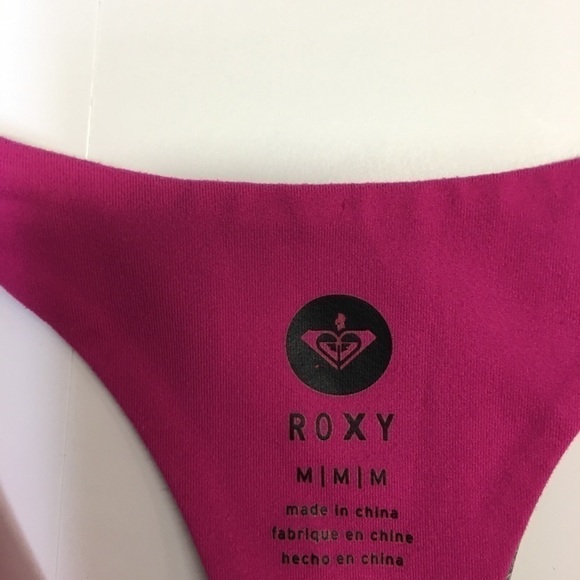 ROXY
M|M|M
made in china
fabrique en chine
hecho en china